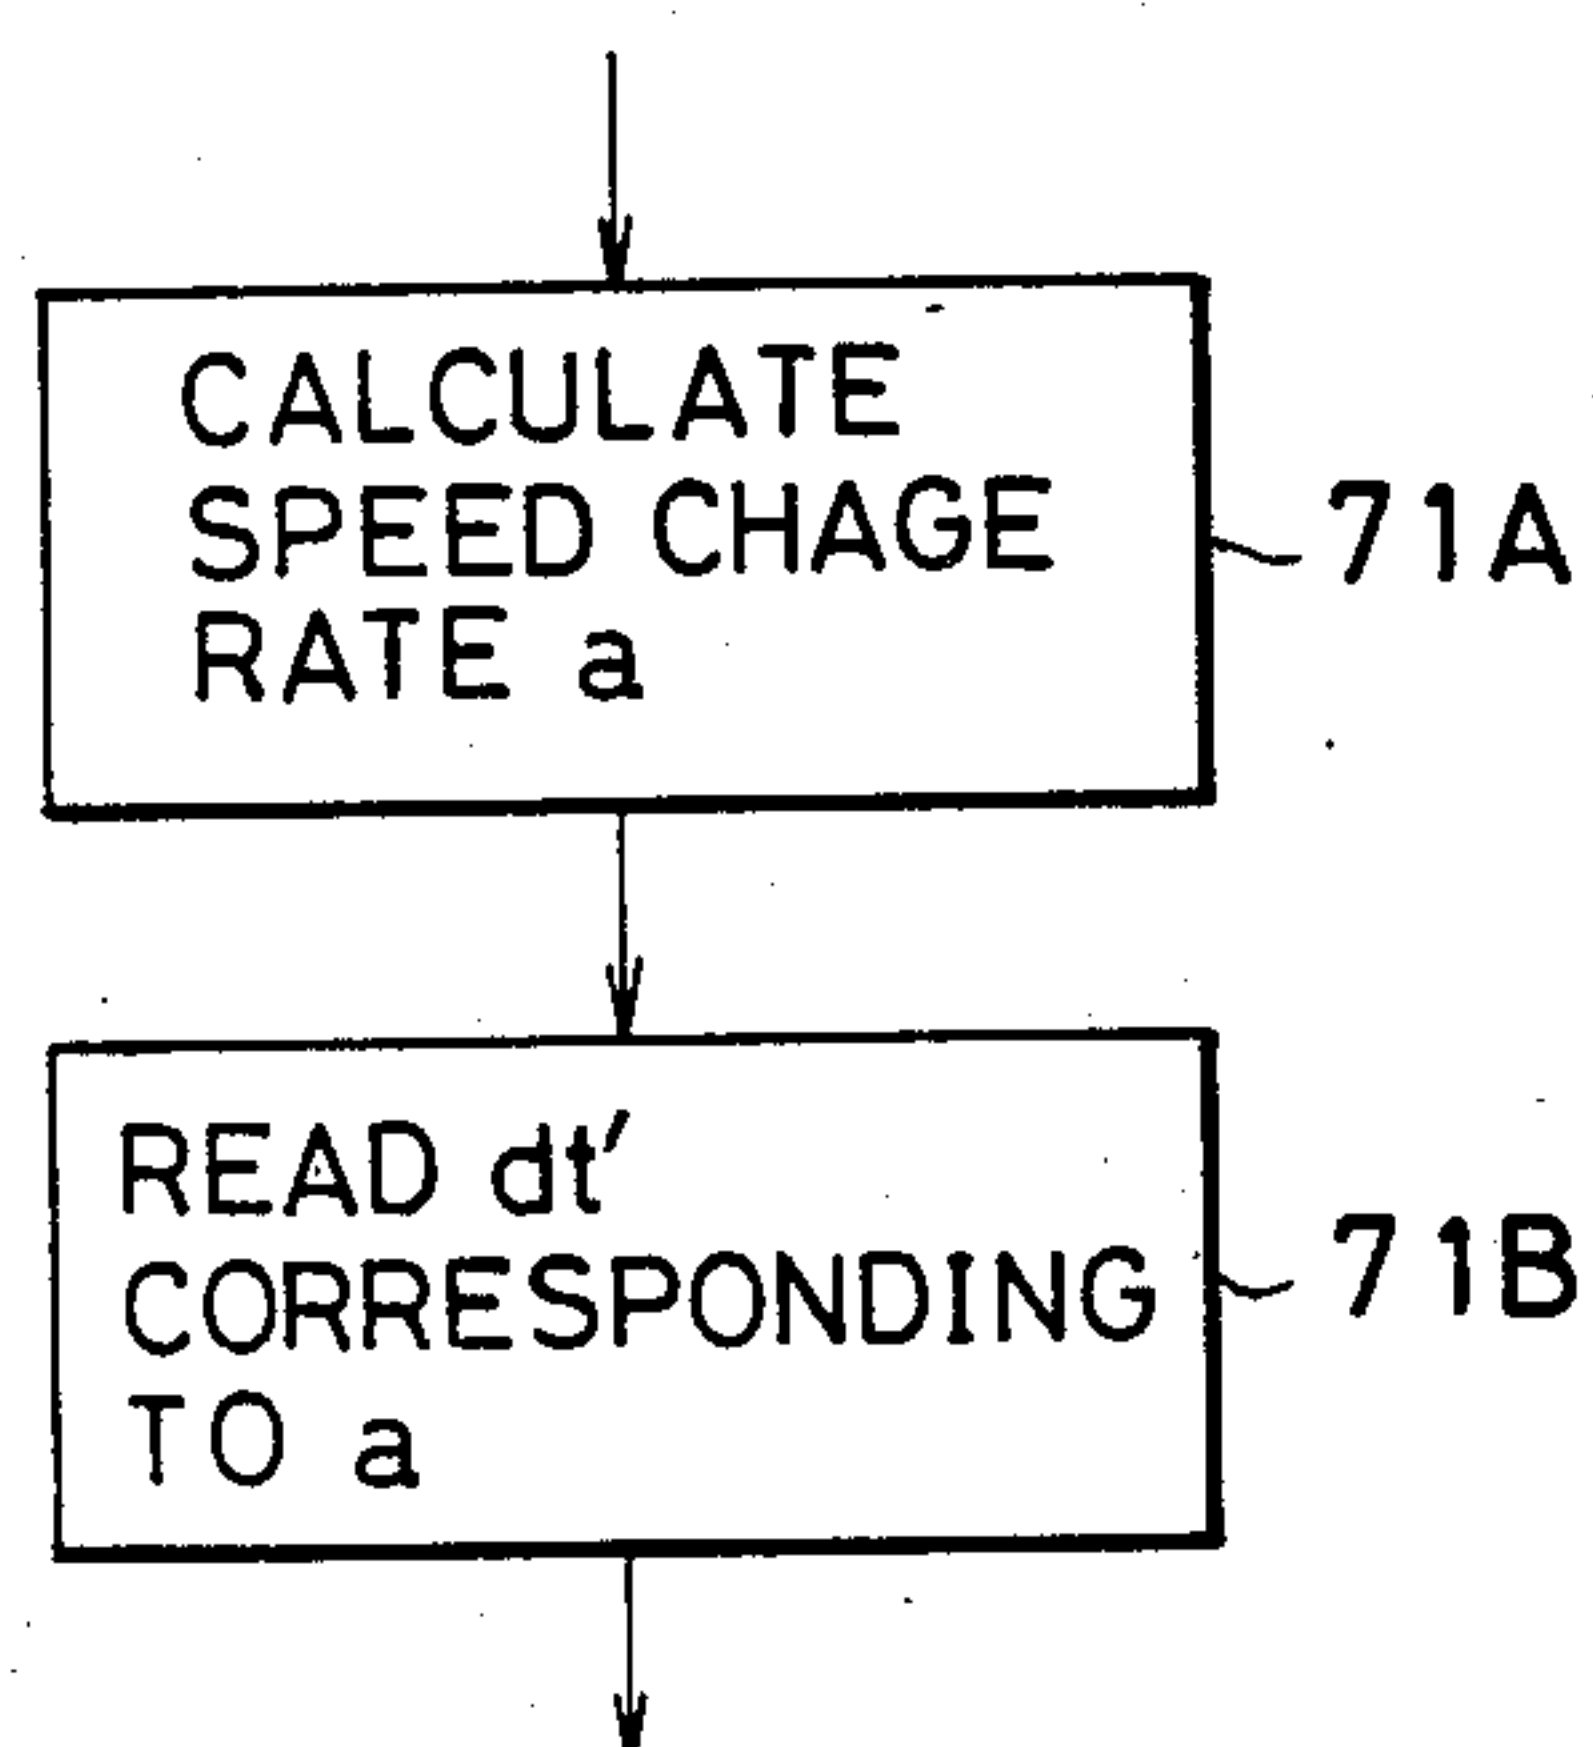 CALCULATE
SPEED CHAGE
RATE a
71A
READ dt′
CORRESPONDING
TO a
71B